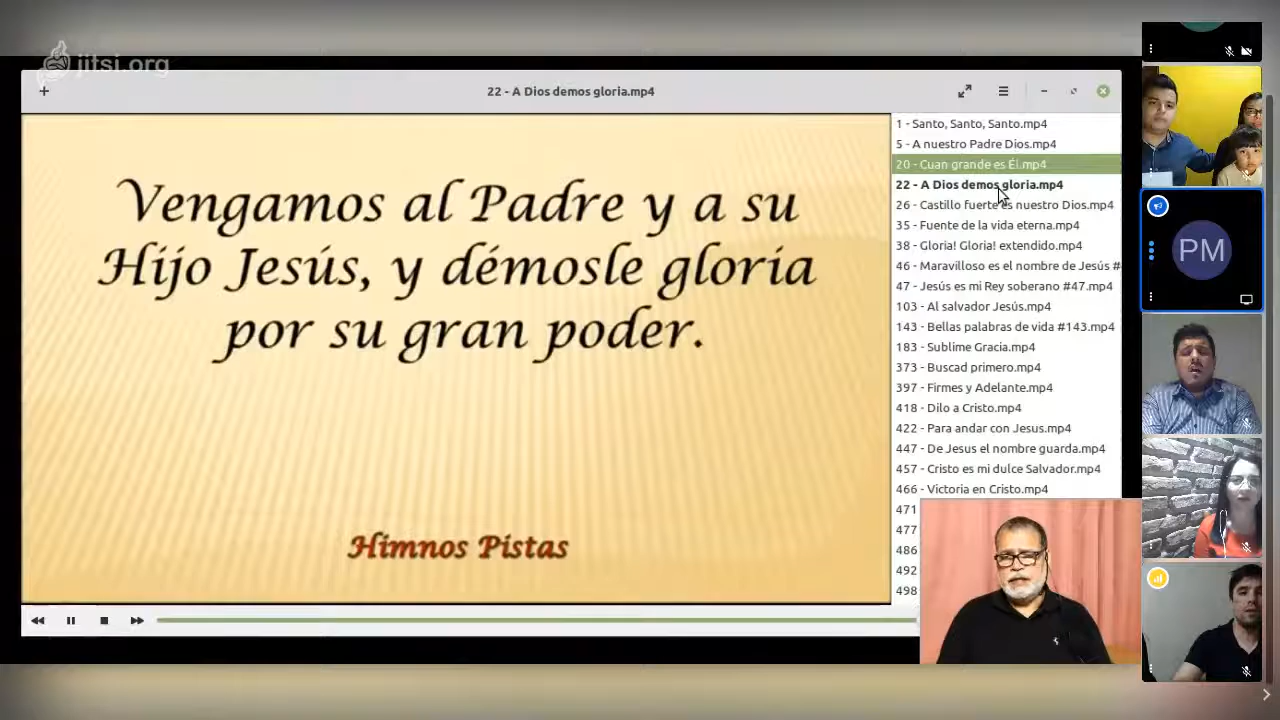 jitsi.org
22 - A Dios demos gloria.mp4
Vengamos al Padre y a su
Hijo Jesús, y démosle gloria
por su gran poder.
Himnos Pistas
1 - Santo, Santo, Santo.mp4
5 - A nuestro Padre Dios.mp4
20 - Cuan grande es Él.mp4
22 - A Dios demos gloria.mp4
26 - Castillo fuerte es nuestro Dios.mp4
35 - Fuente de la vida eterna.mp4
38 - Gloria! Gloria! extendido.mp4
46 - Maravilloso es el nombre de Jesús #
47 - Jesús es mi Rey soberano #47.mp4
103 - Al salvador Jesús.mp4
143 - Bellas palabras de vida #143.mp4
183 - Sublime Gracia.mp4
373 - Buscad primero.mp4
397 - Firmes y Adelante.mp4
418 - Dilo a Cristo.mp4
422 - Para andar con Jesus.mp4
447 - De Jesus el nombre guarda.mp4
457 - Cristo es mi dulce Salvador.mp4
466 - Victoria en Cristo.mp4
471
477
486
492
498
PM